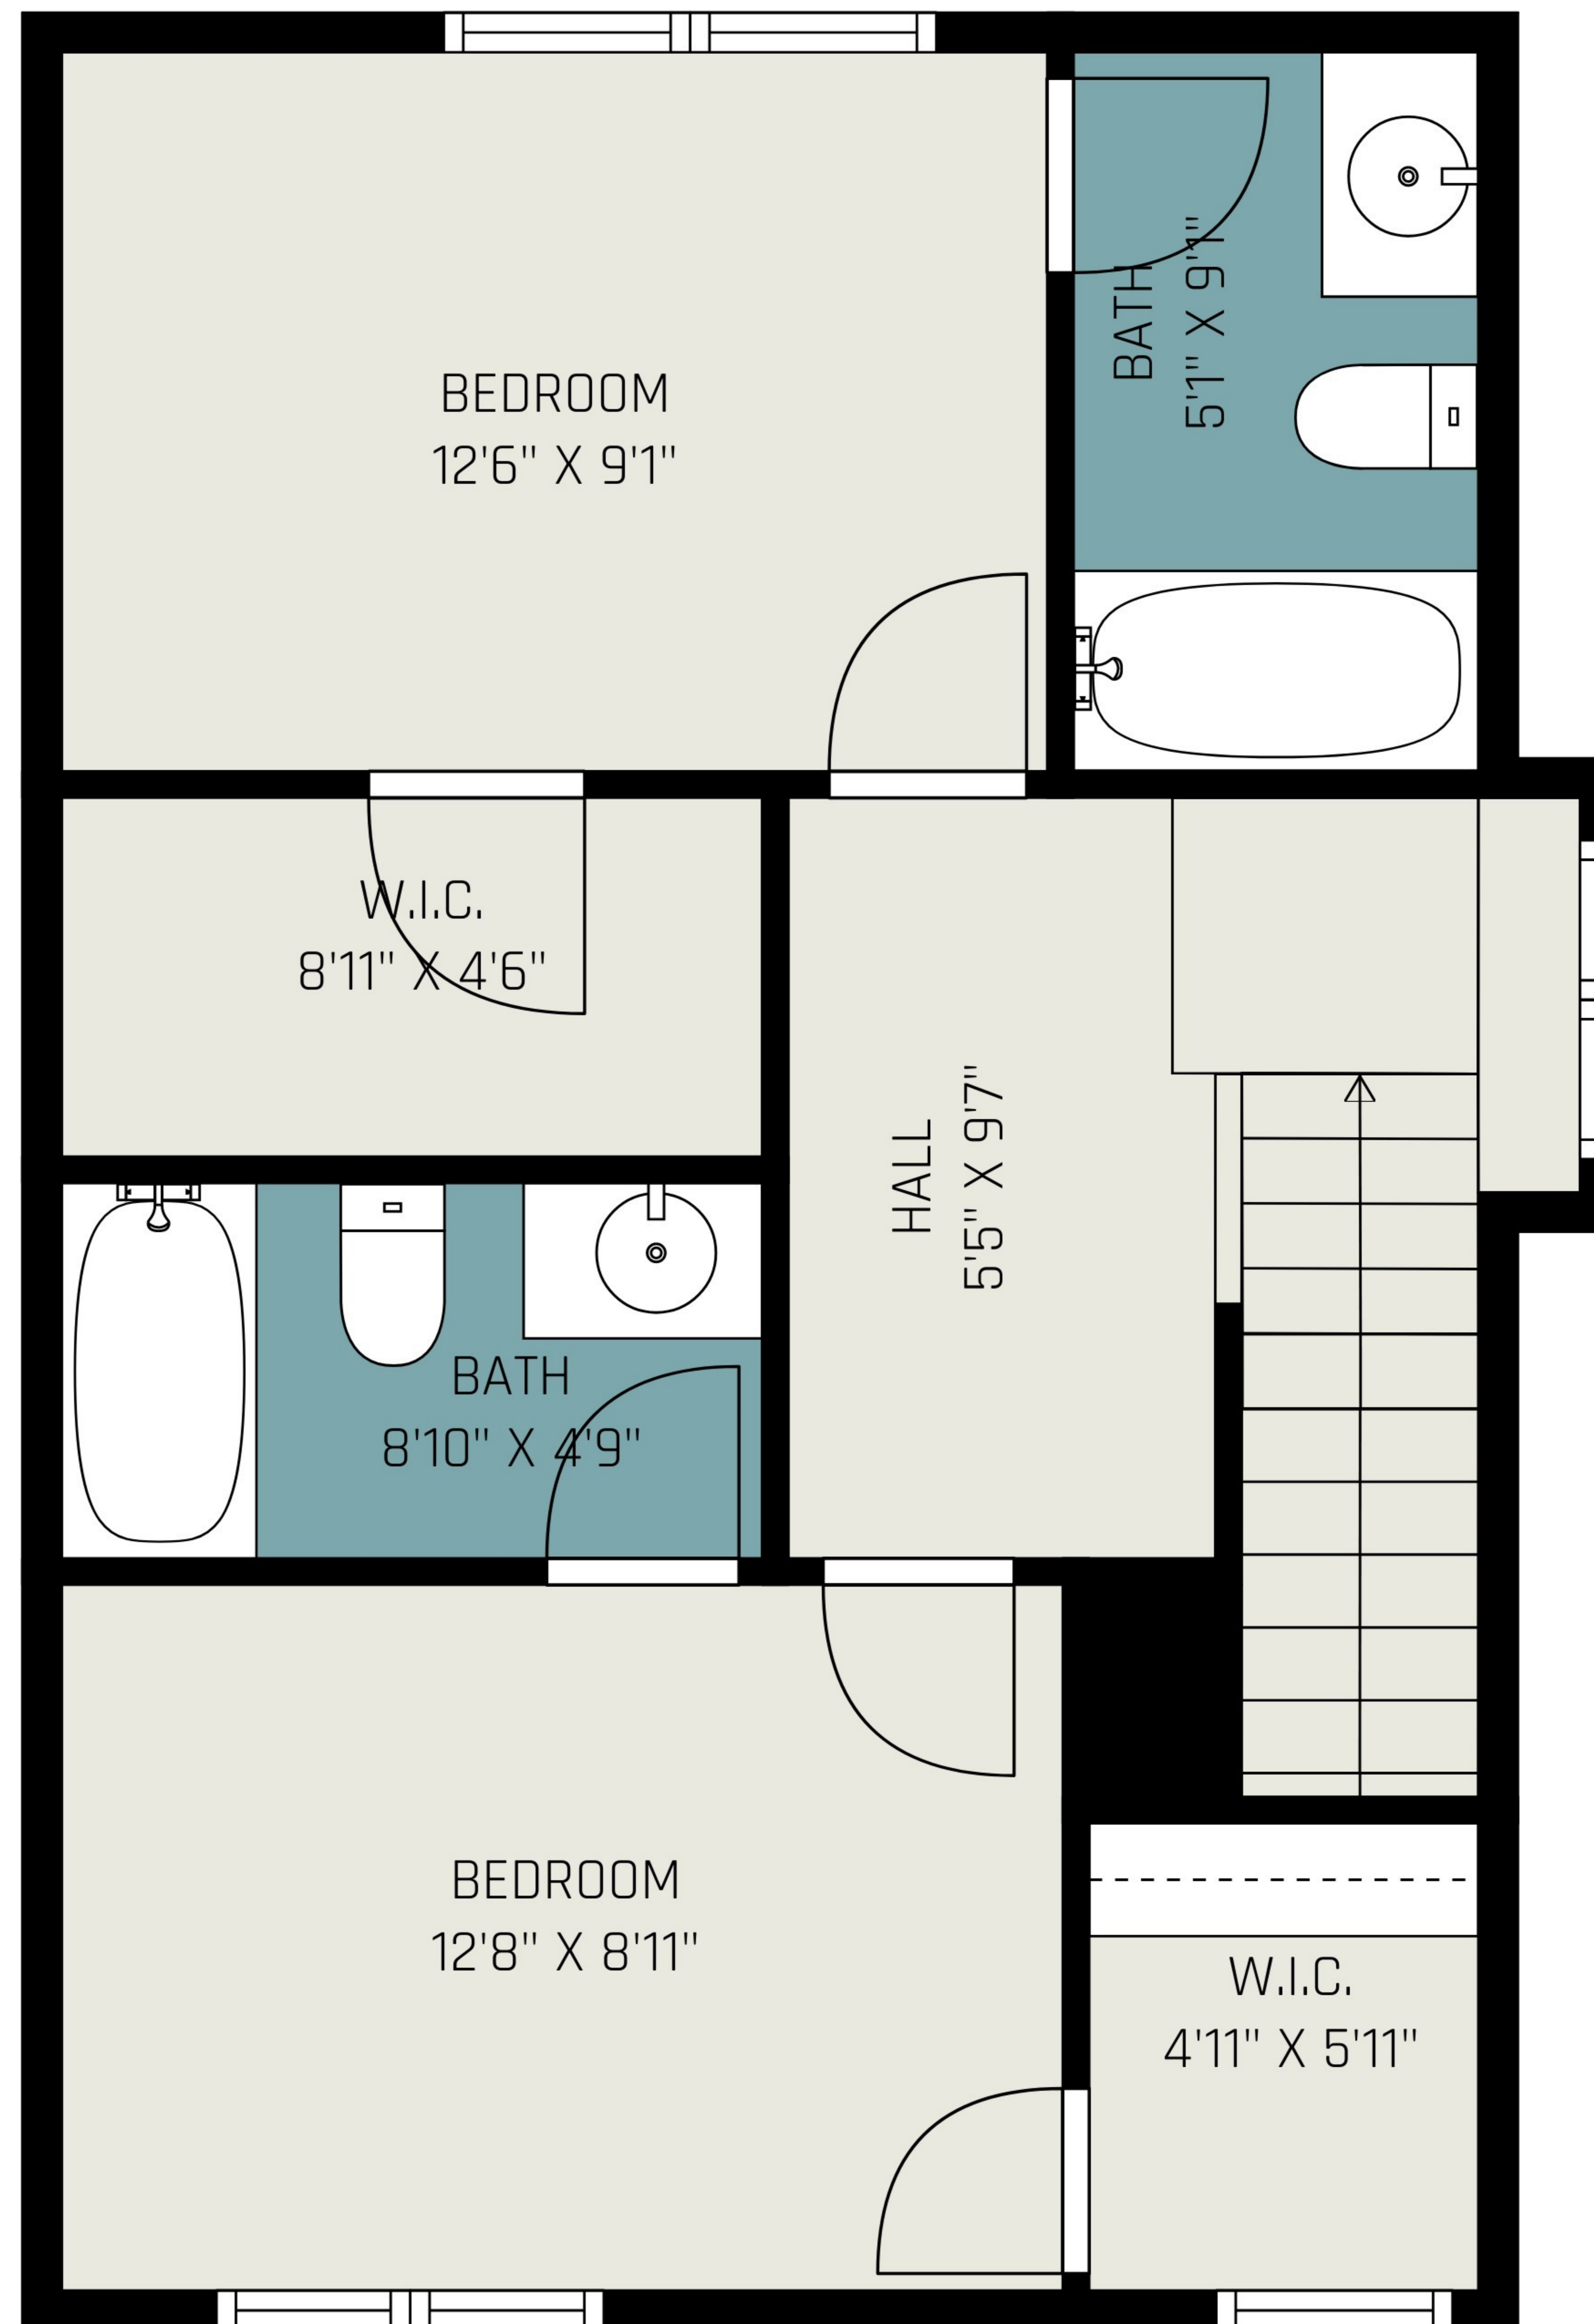 BEDROOM
12'6" X 9'1"
BATH
5'1" X 9'1"
W.I.C.
8'11" X 4'6"
HALL
5'5" X 9'7"
BATH
8'10" X 4'9"
BEDROOM
12'8" X 8'11"
W.I.C.
4'11" X 5'11"